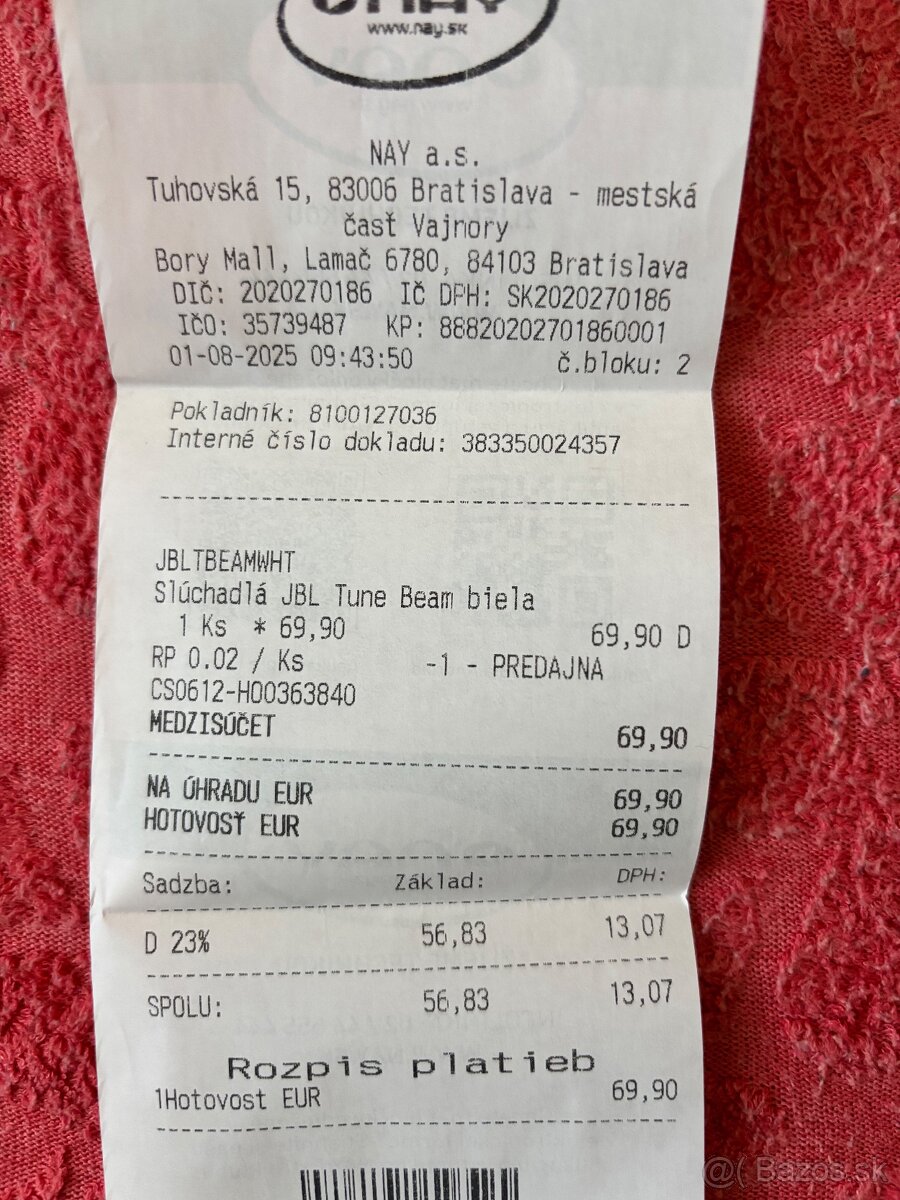 www.nay.sk
NAY a.s.
Tuhovská 15, 83006 Bratislava - mestská
časť Vajnory
Bory Mall, Lamač 6780, 84103 Bratislava
DIČ: 2020270186 IČ DPH: SK2020270186
IČO: 35739487 KP: 88820202701860001
01-08-2025 09:43:50 č.bloku: 2
Pokladník: 8100127036
Interné číslo dokladu: 383350024357
JBLTBEAMWHT
Slúchadlá JBL Tune Beam biela
1 Ks * 69,90 69,90 D
RP 0.02 / Ks -1 - PREDAJNA
CS0612-H00363840
MEDZISÚČET 69,90
NA ÚHRADU EUR 69,90
HOTOVOSŤ EUR 69,90
Sadzba: Základ: DPH:
D 23% 56,83 13,07
SPOLU: 56,83 13,07
Rozpis platieb
1Hotovost EUR 69,90
@( Bazos.sk